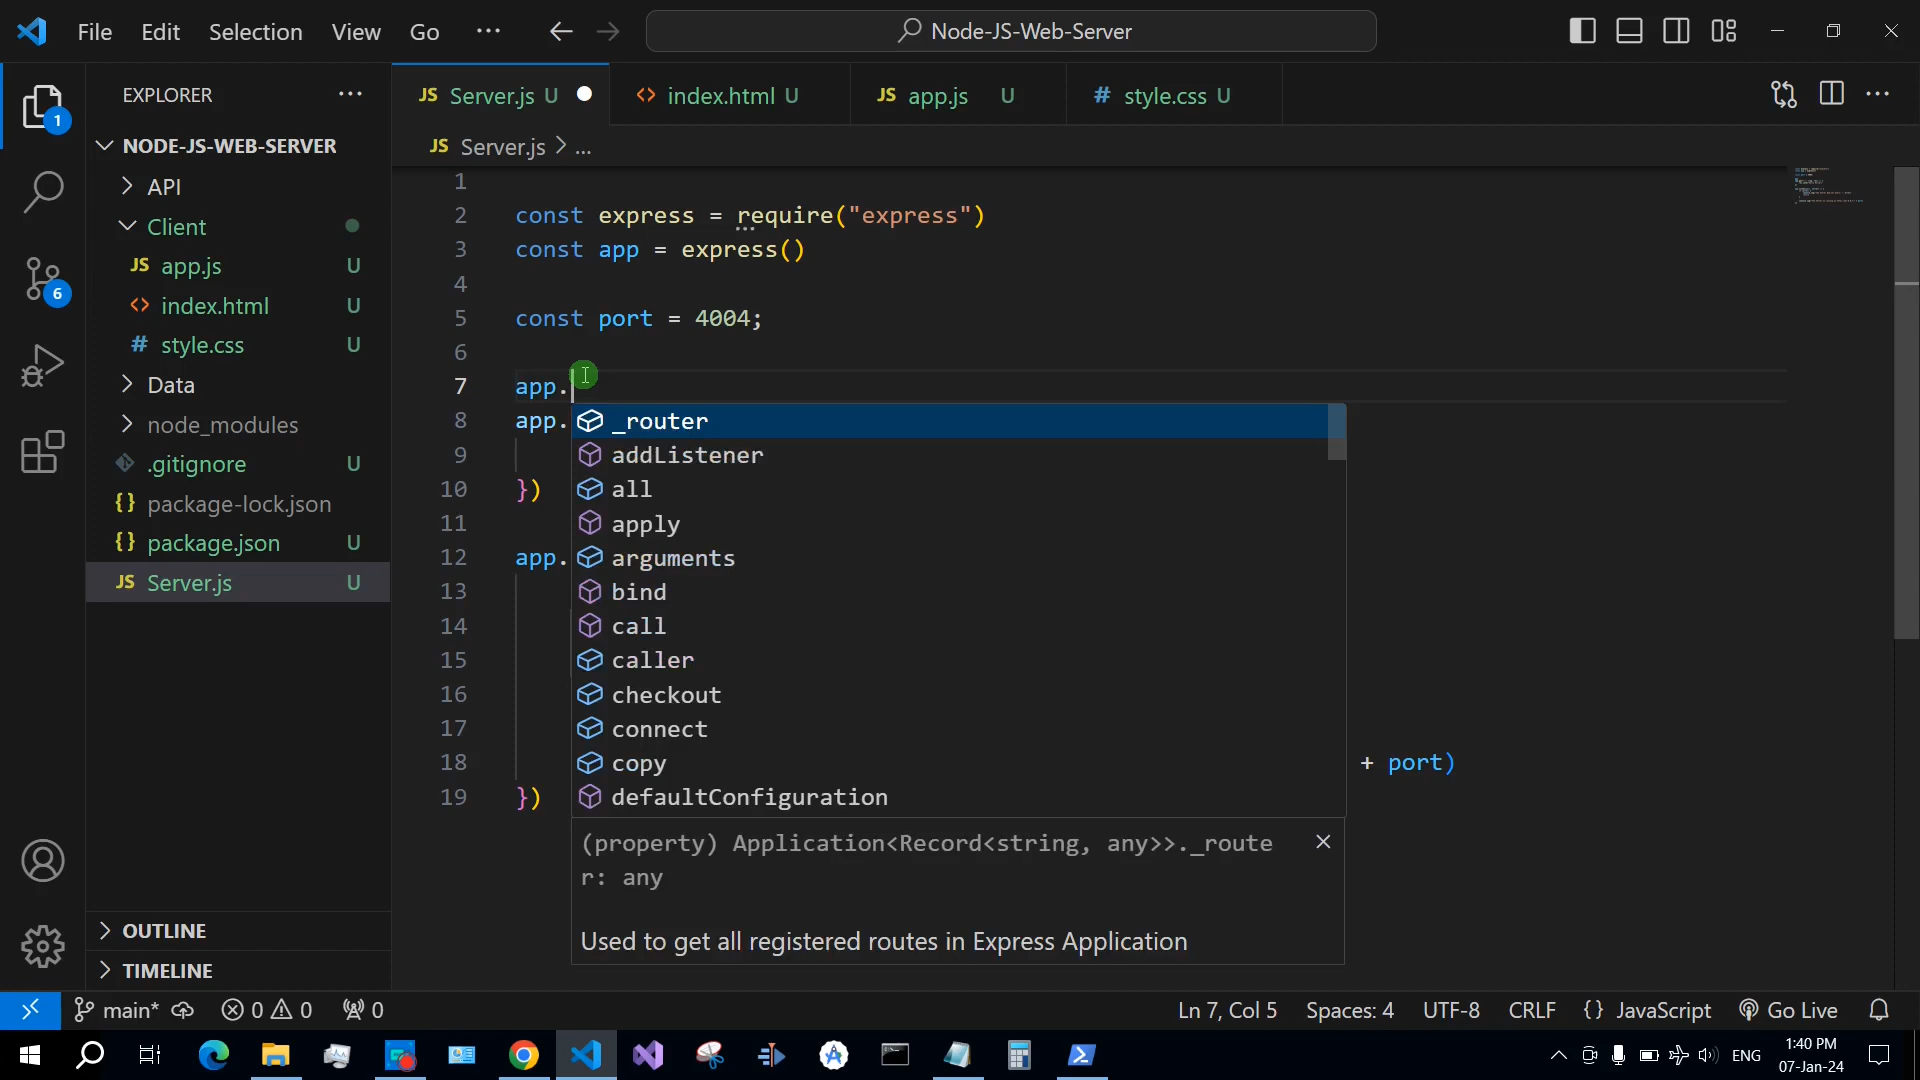 File Edit Selection View Go ··· Node-JS-Web-Server
EXPLORER ···
1
NODE-JS-WEB-SERVER
API
Client
JS app.js U
<> index.html U
# style.css U
Data
node_modules
.gitignore U
{} package-lock.json
{} package.json U
JS Server.js U
6
OUTLINE
TIMELINE
JS Server.js U
<> index.html U
JS app.js U
# style.css U
JS Server.js > ...
1
2 const express = require("express")
3 const app = express()
4
5 const port = 4004;
6
7 app.
8 app.
9
10 })
11
12 app.
13
14
15
16
17
18 + port)
19 })
_router
addListener
all
apply
arguments
bind
call
caller
checkout
connect
copy
defaultConfiguration
(property) Application<Record<string, any>>._route
r: any
Used to get all registered routes in Express Application
main* 0 0 0 Ln 7, Col 5 Spaces: 4 UTF-8 CRLF {} JavaScript Go Live
ENG
1:40 PM
07-Jan-24